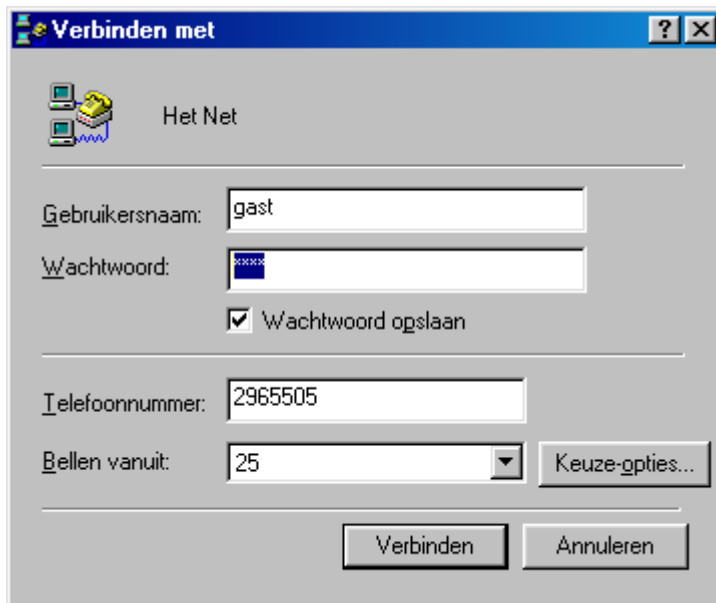 Verbinden met
Het Net
Gebruikersnaam: gast
Wachtwoord: ****
Wachtwoord opslaan
Telefoonnummer: 2965505
Bellen vanuit: 25 Keuze-opties...
Verbinden Annuleren